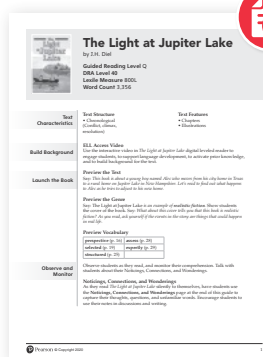 The Light at
Jupiter
Lake
The Light at Jupiter Lake
by J.H. Diel
Guided Reading Level Q
DRA Level 40
Lexile Measure 800L
Word Count 3,356
Text
Characteristics
Text Structure
• Chronological
(Conflict, climax,
resolution)
Text Features
• Chapters
• Illustrations
Build Background
ELL Access Video
Use the interactive video in The Light at Jupiter Lake digital leveled reader to
engage students, to support language development, to activate prior knowledge,
and to build background for the text.
Launch the Book
Preview the Text
Say: This book is about a young boy named Alec who moves from his city home in Texas
to a rural home on Jupiter Lake in New Hampshire. Let's read to find out what happens
to Alec as he tries to adjust to his new home.
Preview the Genre
Say: The Light at Jupiter Lake is an example of realistic fiction. Show students
the cover of the book. Say: What about this cover tells you that this book is realistic
fiction? As you read, ask yourself if the events in the story are things that could happen
in real life.
Preview Vocabulary
perspective (p. 16) assess (p. 28)
selected (p. 19) expertly (p. 29)
structured (p. 25)
Observe and
Monitor
Observe students as they read, and monitor their comprehension. Talk with
students about their Noticings, Connections, and Wonderings.
Noticings, Connections, and Wonderings
As they read The Light at Jupiter Lake silently to themselves, have students use
the Noticings, Connections, and Wonderings page at the end of this guide to
capture their thoughts, questions, and unfamiliar words. Encourage students to
use their notes in discussions and writing.
Pearson © Copyright 2020
1